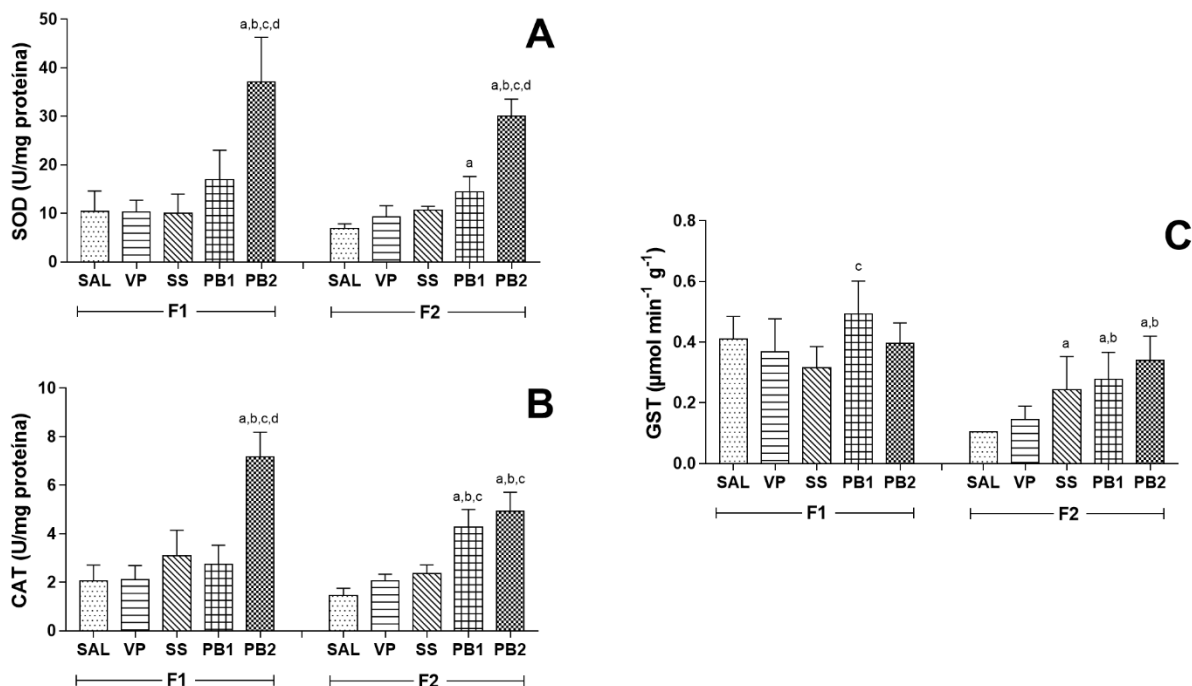 A
SOD (U/mg proteína)
50
40
30
20
10
0
a,b,c,d
a
a,b,c,d
SAL VP SS PB1 PB2 SAL VP SS PB1 PB2
F1 F2
B
CAT (U/mg proteína)
10
8
6
4
2
0
a,b,c,d
a,b,c
a,b,c
SAL VP SS PB1 PB2 SAL VP SS PB1 PB2
F1 F2
C
GST (µmol min⁻¹ g⁻¹)
0.8
0.6
0.4
0.2
0.0
c
a
a,b
a,b
SAL VP SS PB1 PB2 SAL VP SS PB1 PB2
F1 F2